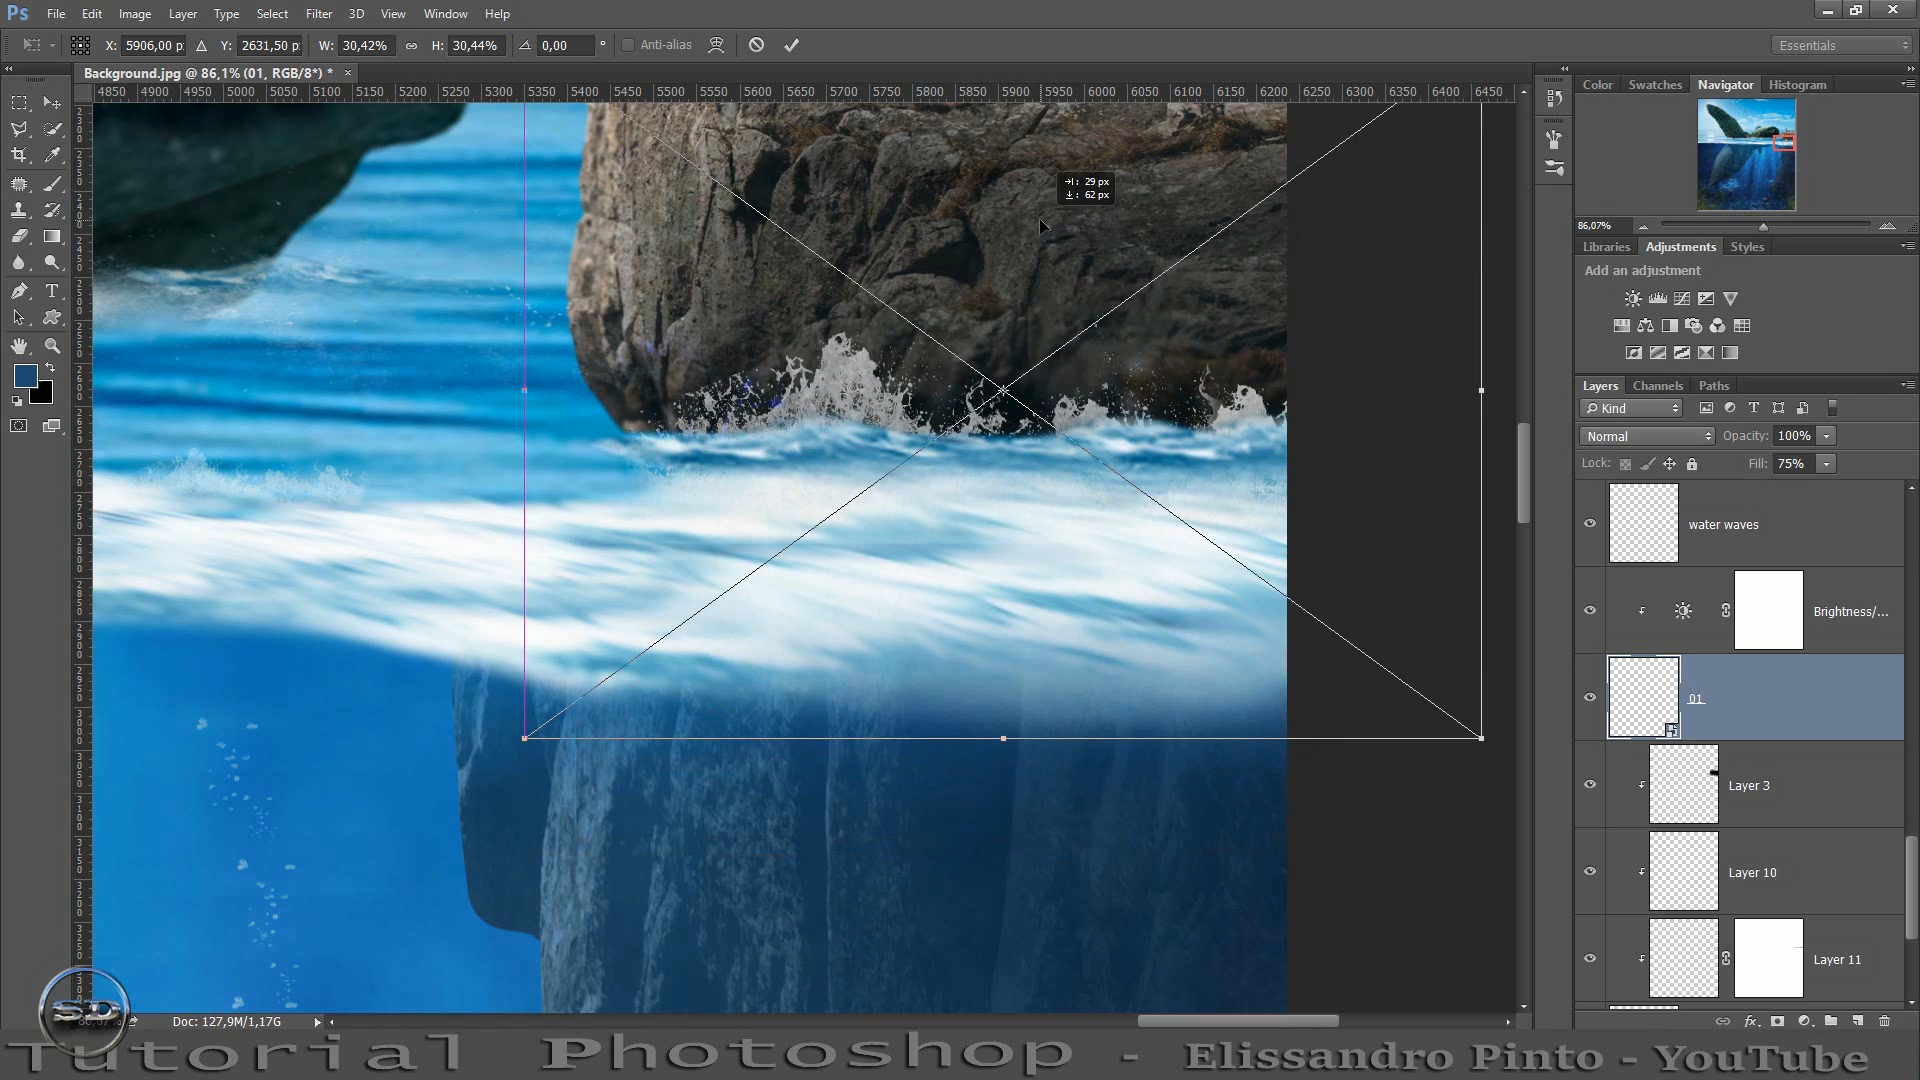 Ps File Edit Image Layer Type Select Filter 3D View Window Help
X: 5906,00 p: Y: 2631,50 p: W: 30,42% H: 30,44% 0,00 ° Anti-alias Essentials
Background.jpg @ 86,1% (01, RGB/8*) * ×
4850 4900 4950 5000 5050 5100 5150 5200 5250 5300 5350 5400 5450 5500 5550 5600 5650 5700 5750 5800 5850 5900 5950 6000 6050 6100 6150 6200 6250 6300 6350 6400 6450
29 px
62 px
Color Swatches Navigator Histogram
86,07%
Libraries Adjustments Styles
Add an adjustment
Layers Channels Paths
Kind
Normal Opacity: 100%
Lock: Fill: 75%
water waves
Brightness/...
01
Layer 3
Layer 10
Layer 11
Doc: 127,9M/1,17G
SD
Tutorial Photoshop - Elissandro Pinto - YouTube